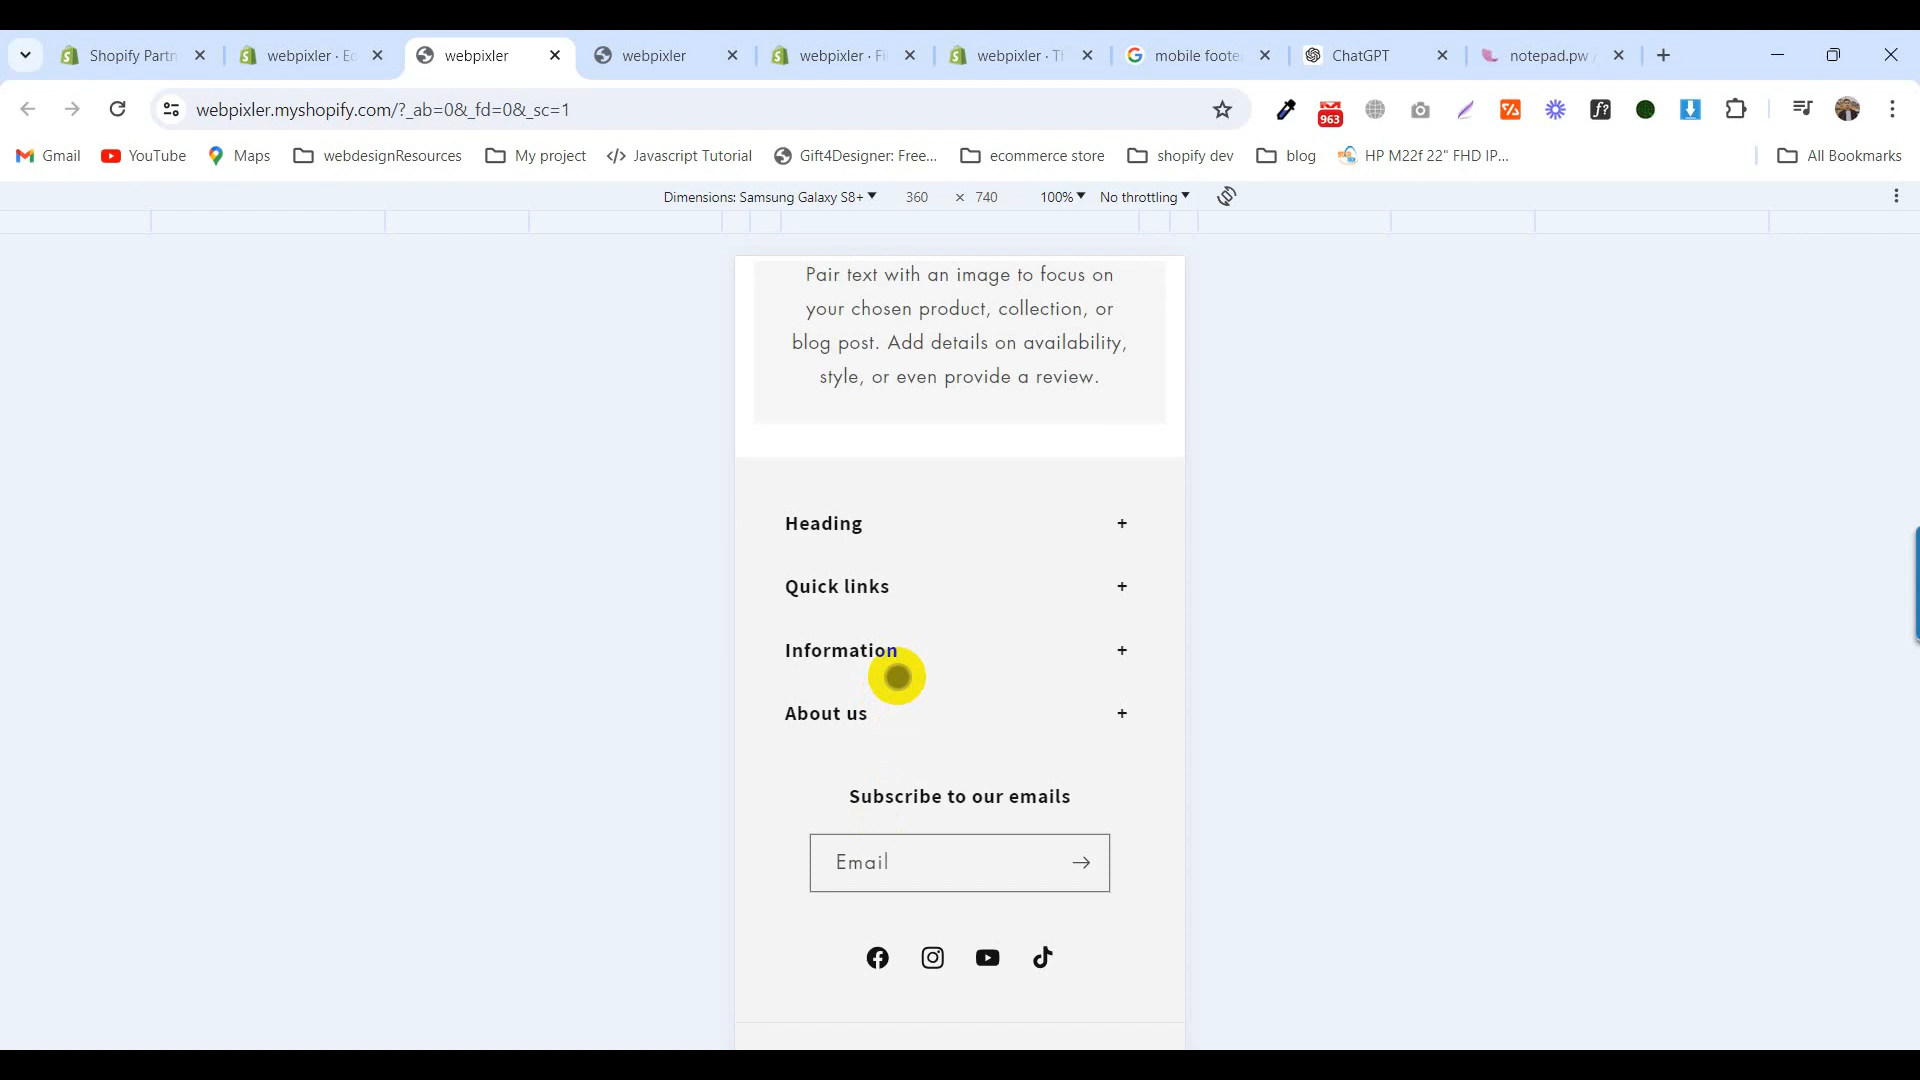 Shopify Partn
webpixler · Ec
webpixler
webpixler
webpixler · Fi
webpixler · Th
mobile foote
ChatGPT
notepad.pw /
webpixler.myshopify.com/?_ab=0&_fd=0&_sc=1
963
f?
Gmail
YouTube
Maps
webdesignResources
My project
Javascript Tutorial
Gift4Designer: Free...
ecommerce store
shopify dev
blog
HP M22f 22" FHD IP...
All Bookmarks
Dimensions: Samsung Galaxy S8+ 360 × 740 100% No throttling
Pair text with an image to focus on
your chosen product, collection, or
blog post. Add details on availability,
style, or even provide a review.
Heading +
Quick links +
Information +
About us +
Subscribe to our emails
Email